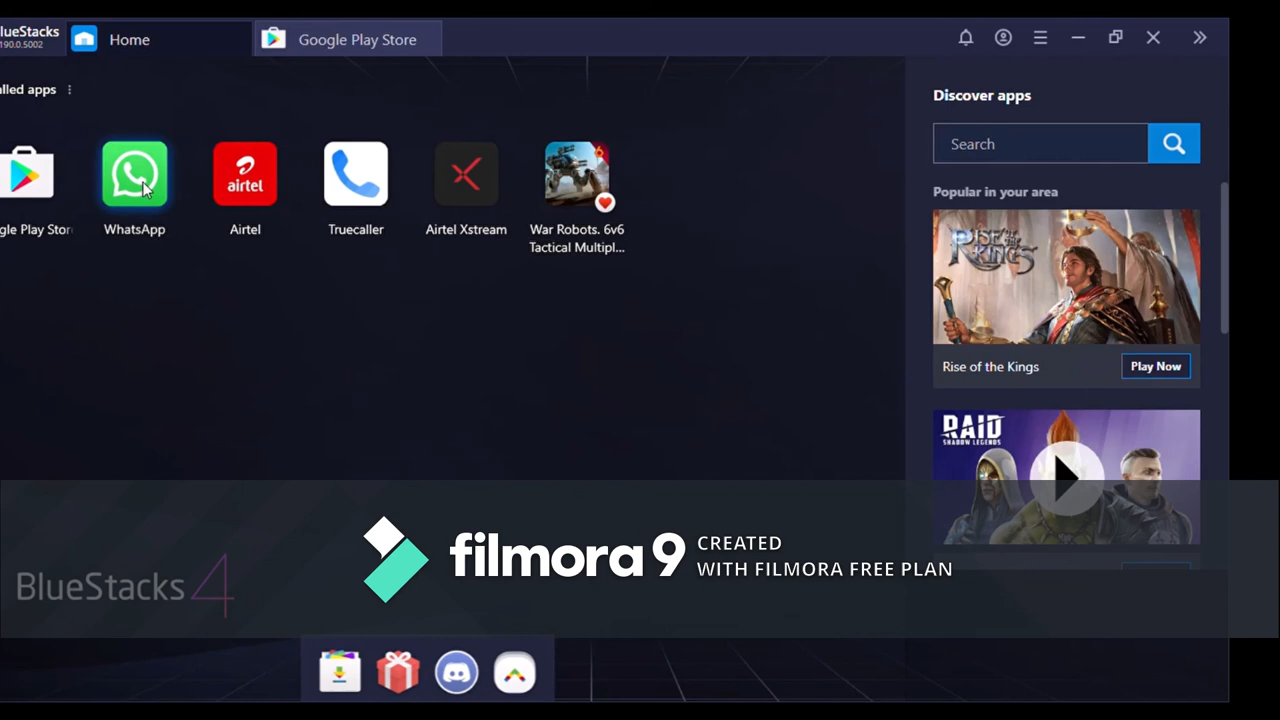 lueStacks
190.0.5002
Home
Google Play Store
alled apps
gle Play Stor
WhatsApp
airtel
Airtel
Truecaller
Airtel Xstream
War Robots. 6v6
Tactical Multipl...
Discover apps
Search
Popular in your area
RISE OF THE KINGS
Rise of the Kings
Play Now
RAID
SHADOW LEGENDS
filmora9
CREATED
WITH FILMORA FREE PLAN
BlueStacks 4